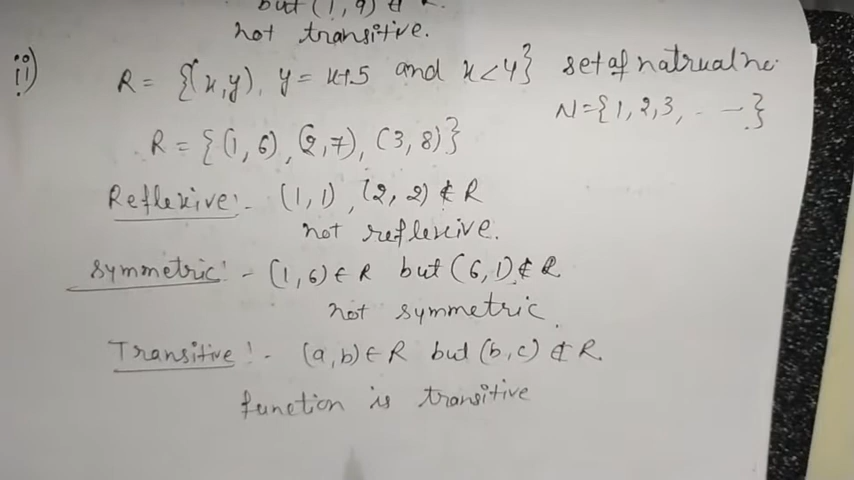 but (1, 9) ∉ R.
not transitive.
ii) R = {(x, y), y = x+5 and x < 4} set of natrual no.
N = {1, 2, 3, - - -}
R = {(1, 6), (2, 7), (3, 8)}
Reflexive :- (1, 1), (2, 2) ∉ R
not reflexive.
Symmetric :- (1, 6) ∈ R but (6, 1) ∉ R
not symmetric.
Transitive :- (a, b) ∈ R but (b, c) ∉ R.
function is transitive